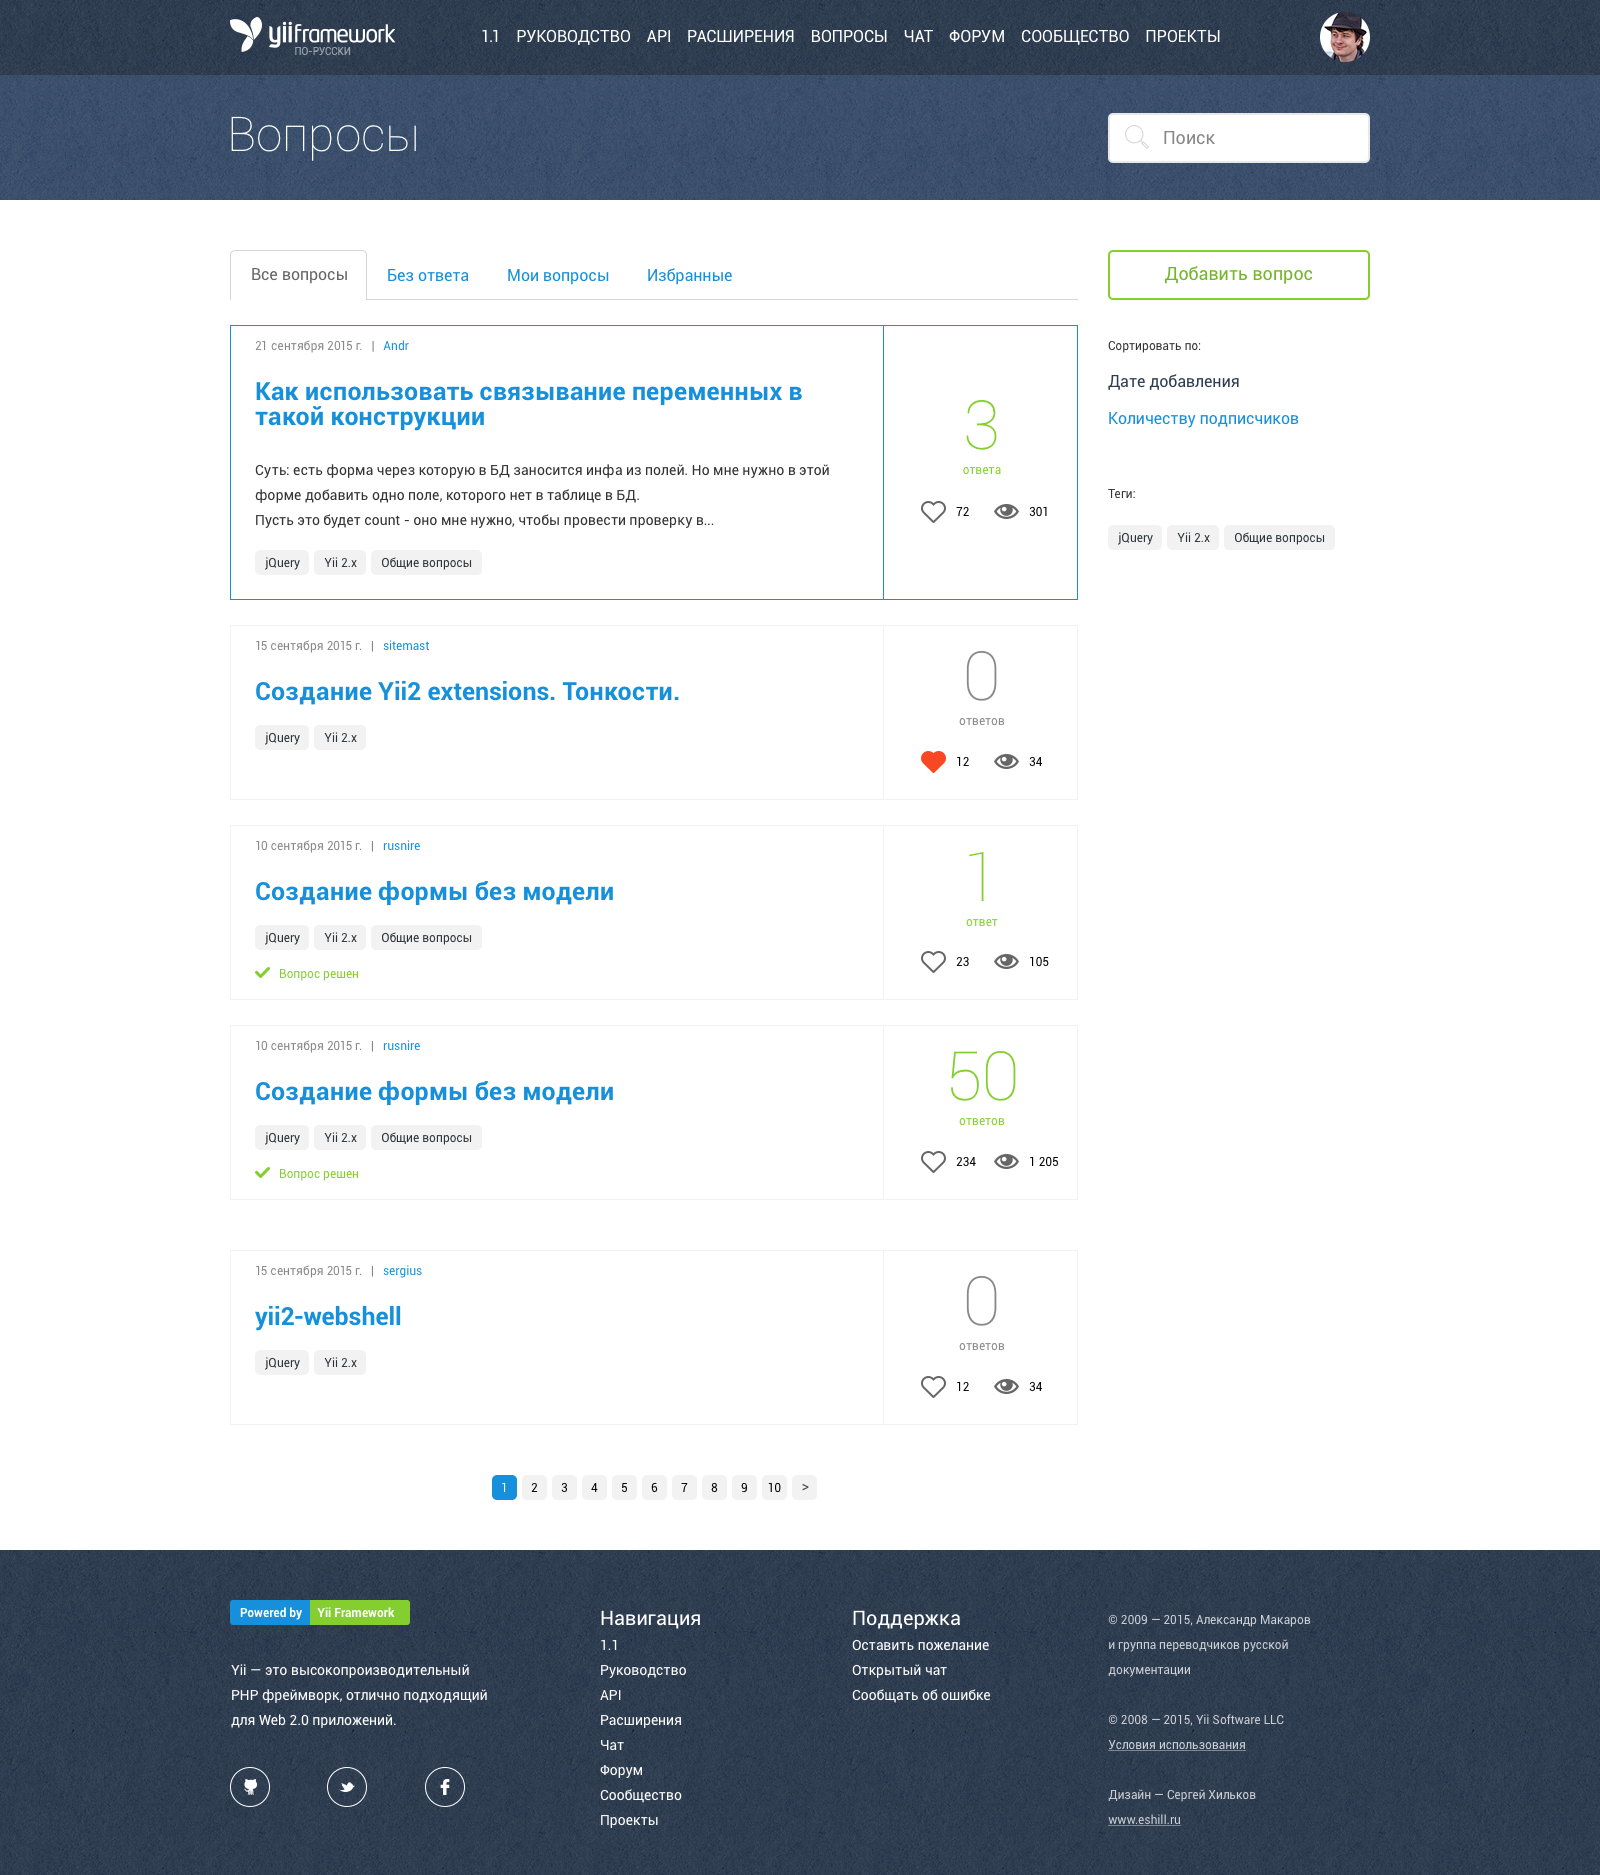 yiiframework
ПО-РУССКИ
1.1 РУКОВОДСТВО API РАСШИРЕНИЯ ВОПРОСЫ ЧАТ ФОРУМ СООБЩЕСТВО ПРОЕКТЫ
Вопросы
Поиск
Все вопросы Без ответа Мои вопросы Избранные
Добавить вопрос
21 сентября 2015 г. | Andr
Как использовать связывание переменных в
такой конструкции
Суть: есть форма через которую в БД заносится инфа из полей. Но мне нужно в этой
форме добавить одно поле, которого нет в таблице в БД.
Пусть это будет count - оно мне нужно, чтобы провести проверку в...
jQuery Yii 2.x Общие вопросы
3
ответа
72 301
Сортировать по:
Дате добавления
Количеству подписчиков
Теги:
jQuery Yii 2.x Общие вопросы
15 сентября 2015 г. | sitemast
Создание Yii2 extensions. Тонкости.
jQuery Yii 2.x
0
ответов
12 34
10 сентября 2015 г. | rusnire
Создание формы без модели
jQuery Yii 2.x Общие вопросы
Вопрос решен
1
ответ
23 105
10 сентября 2015 г. | rusnire
Создание формы без модели
jQuery Yii 2.x Общие вопросы
Вопрос решен
50
ответов
234 1 205
15 сентября 2015 г. | sergius
yii2-webshell
jQuery Yii 2.x
0
ответов
12 34
1 2 3 4 5 6 7 8 9 10 >
Powered by Yii Framework
Yii — это высокопроизводительный
PHP фреймворк, отлично подходящий
для Web 2.0 приложений.
Навигация
1.1
Руководство
API
Расширения
Чат
Форум
Сообщество
Проекты
Поддержка
Оставить пожелание
Открытый чат
Сообщать об ошибке
© 2009 — 2015, Александр Макаров
и группа переводчиков русской
документации
© 2008 — 2015, Yii Software LLC
Условия использования
Дизайн — Сергей Хильков
www.eshill.ru